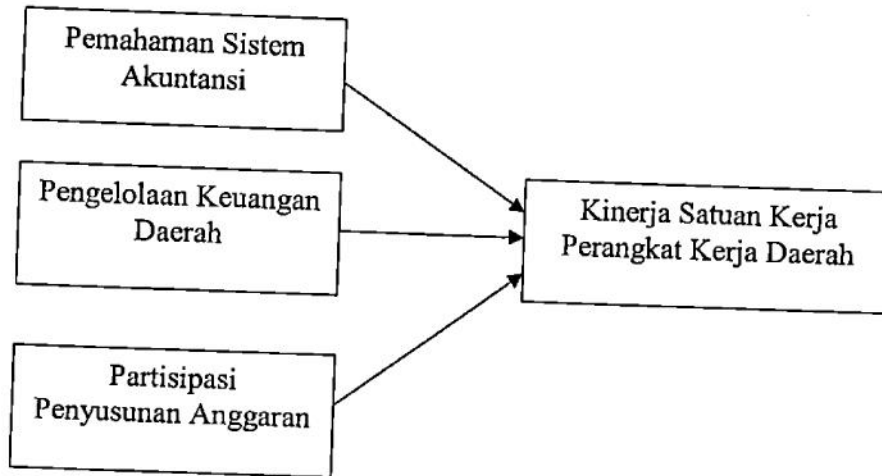 Pemahaman Sistem
Akuntansi
Pengelolaan Keuangan
Daerah
Partisipasi
Penyusunan Anggaran
Kinerja Satuan Kerja
Perangkat Kerja Daerah